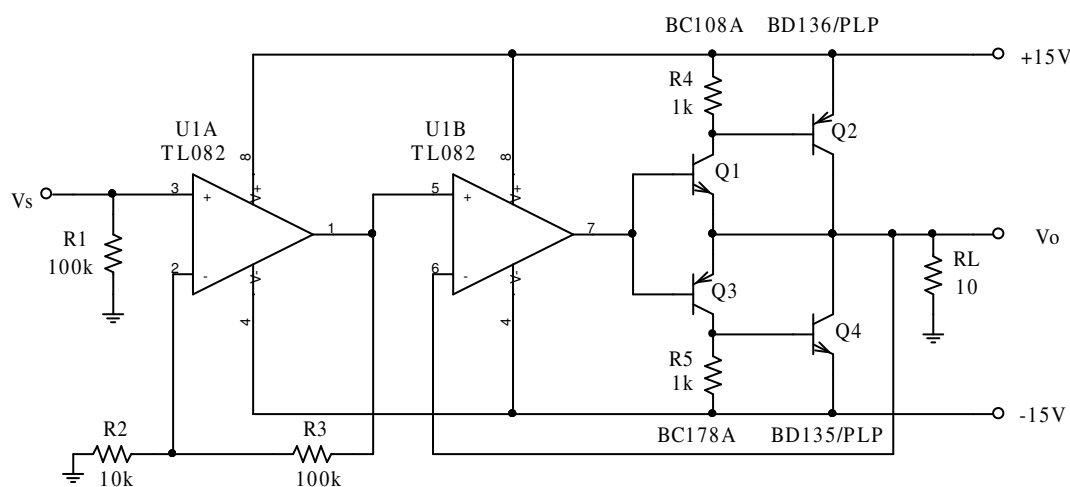 BC108A
BD136/PLP
+15V
R4
1k
U1A
TL082
U1B
TL082
8
8
Q2
Q1
Vs
3
+
V+
5
+
V+
1
7
Vo
R1
100k
2
-
V-
6
-
V-
Q3
RL
10
4
4
Q4
R5
1k
-15V
R2
10k
R3
100k
BC178A
BD135/PLP